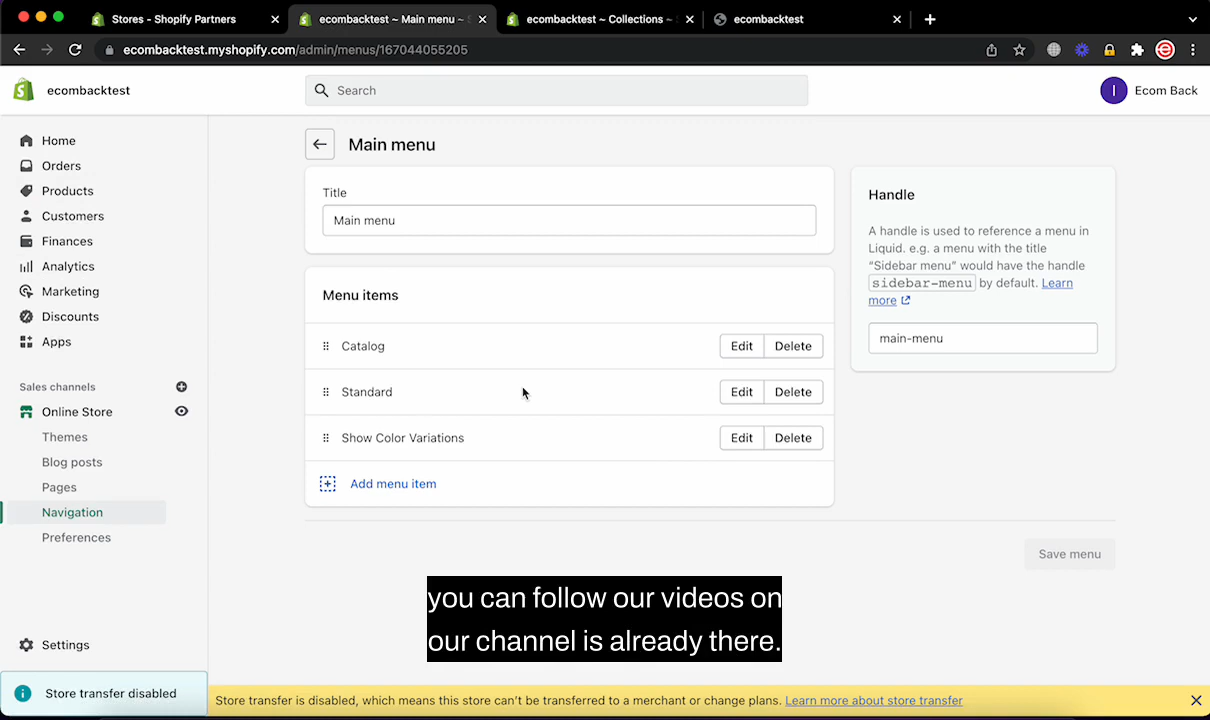 Stores - Shopify Partners
ecombacktest ~ Main menu ~
ecombacktest ~ Collections ~
ecombacktest
ecombacktest.myshopify.com/admin/menus/167044055205
ecombacktest
Search
I
Ecom Back
Home
Orders
Products
Customers
Finances
Analytics
Marketing
Discounts
Apps
Sales channels
Online Store
Themes
Blog posts
Pages
Navigation
Preferences
Settings
Store transfer disabled
Main menu
Title
Main menu
Menu items
Catalog
Edit
Delete
Standard
Edit
Delete
Show Color Variations
Edit
Delete
Add menu item
Handle
A handle is used to reference a menu in
Liquid. e.g. a menu with the title
“Sidebar menu” would have the handle
sidebar-menu by default. Learn
more
main-menu
Save menu
you can follow our videos on
our channel is already there.
Store transfer is disabled, which means this store can’t be transferred to a merchant or change plans. Learn more about store transfer